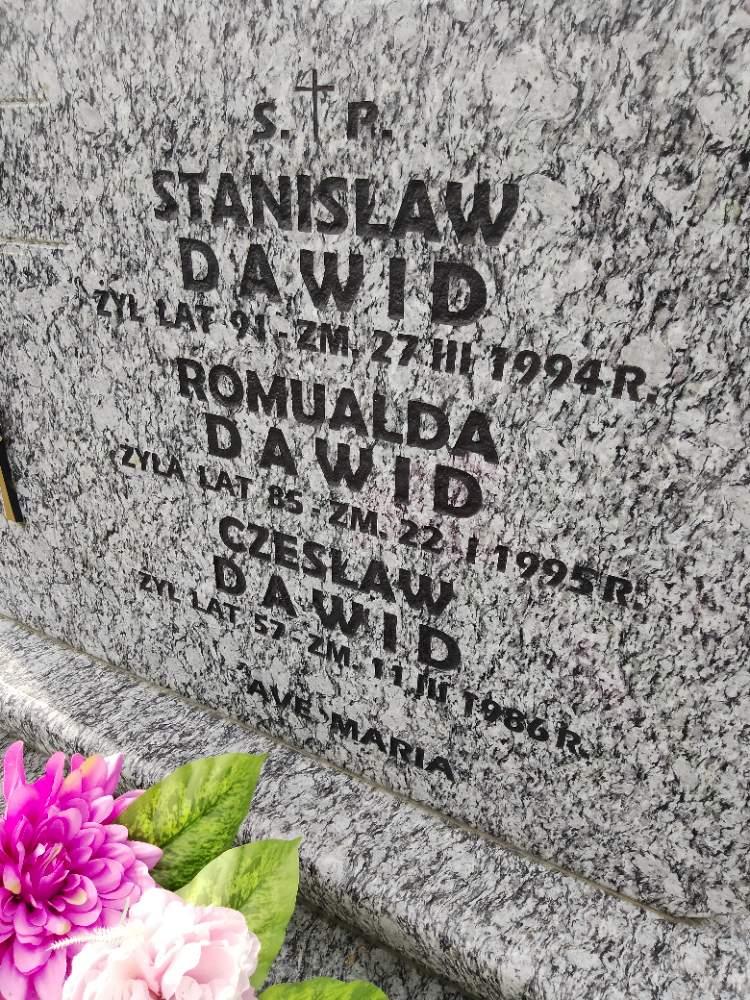 S. P.
STANISŁAW
DAWID
ŻYŁ LAT 91 - ZM. 27 III 1994 R.
ROMUALDA
DAWID
ŻYŁA LAT 85 - ZM. 22 I 1995 R.
CZESŁAW
DAWID
ŻYŁ LAT 57 - ZM. 11 III 1986 R.
AVE MARIA